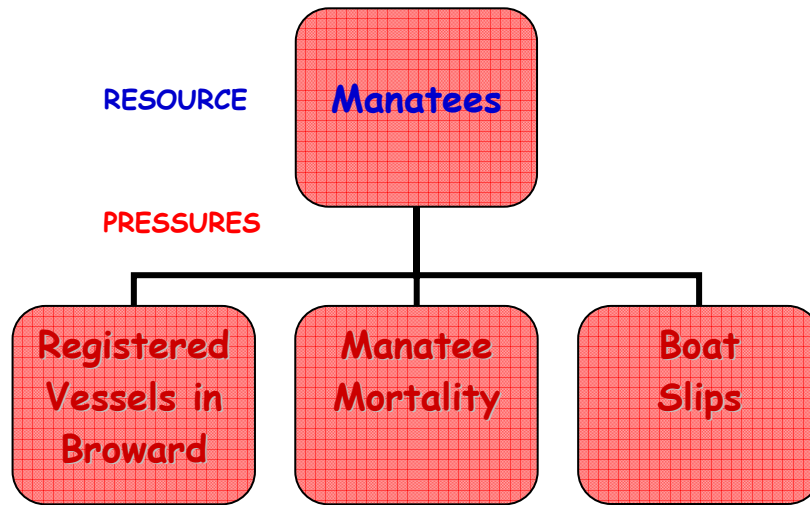 RESOURCE
Manatees
PRESSURES
Registered
Vessels in
Broward
Manatee
Mortality
Boat
Slips